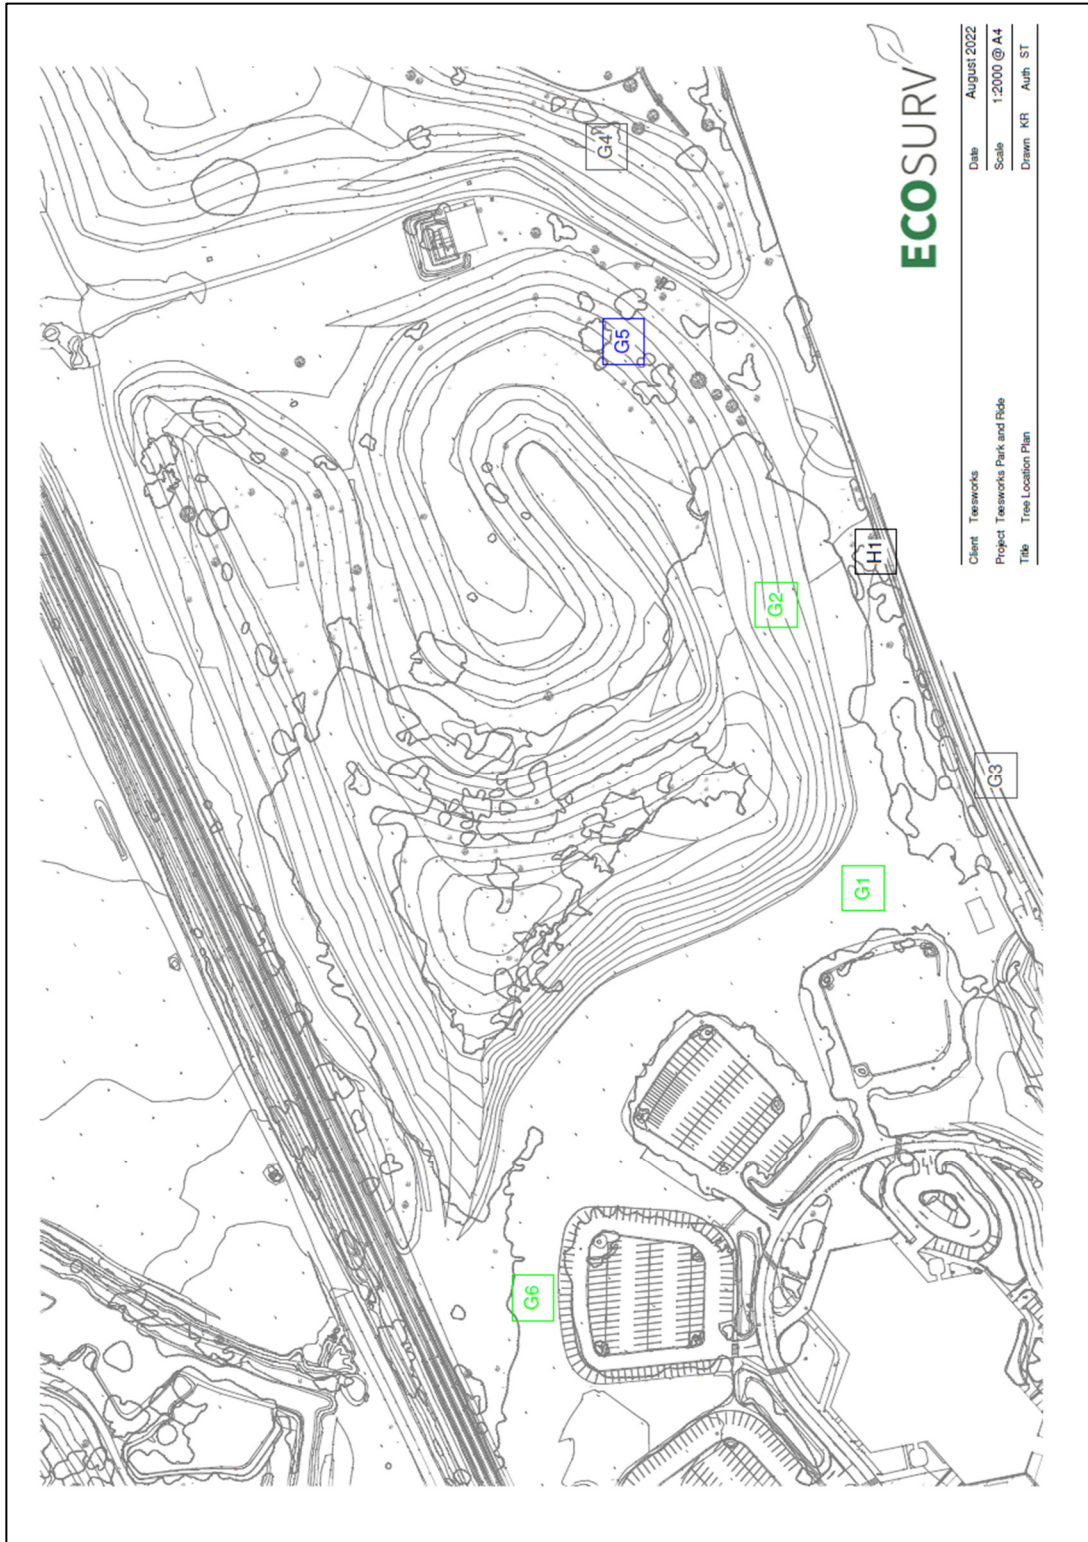 G4
G5
G2
H1
G3
G1
G6
ECOSURV
Client Teesworks
Date August 2022
Project Teesworks Park and Ride
Scale 1:2000 @ A4
Title Tree Location Plan
Drawn KR Auth ST